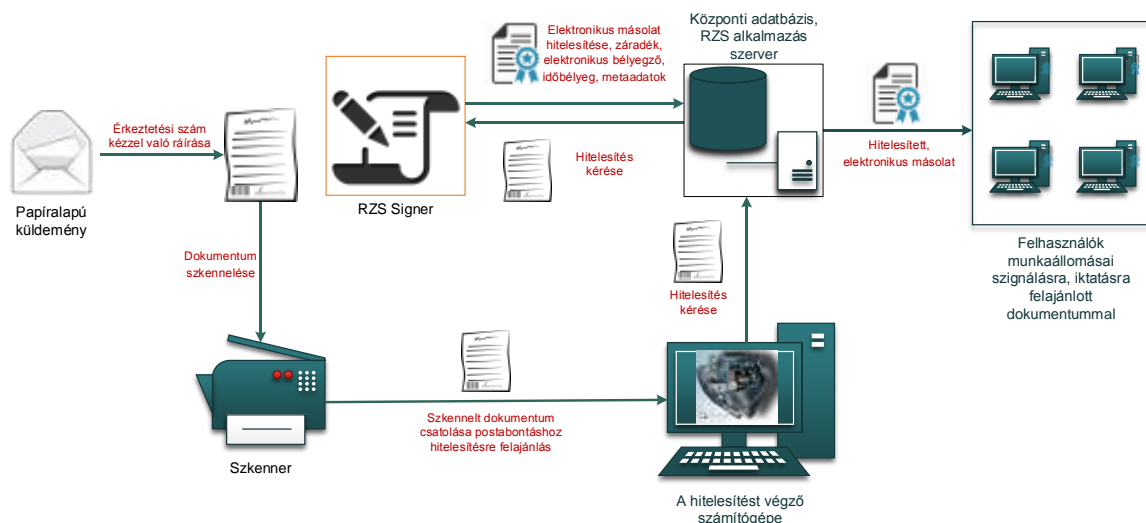 Elektronikus másolat
hitelesítése, záradék,
elektronikus bélyegző,
időbélyeg, metaadatok
Központi adatbázis,
RZS alkalmazás
szerver
Érkeztetési szám
kézzel való ráírása
Hitelesítés
kérése
Hitelesített,
elektronikus másolat
Papíralapú
küldemény
RZS Signer
Dokumentum
szkennelése
Hitelesítés
kérése
Felhasználók
munkaállomásai
szignálásra, iktatásra
felajánlott
dokumentummal
Szkennelt dokumentum
csatolása postabontáshoz
hitelesítésre felajánlás
Szkenner
A hitelesítést végző
számítógépe